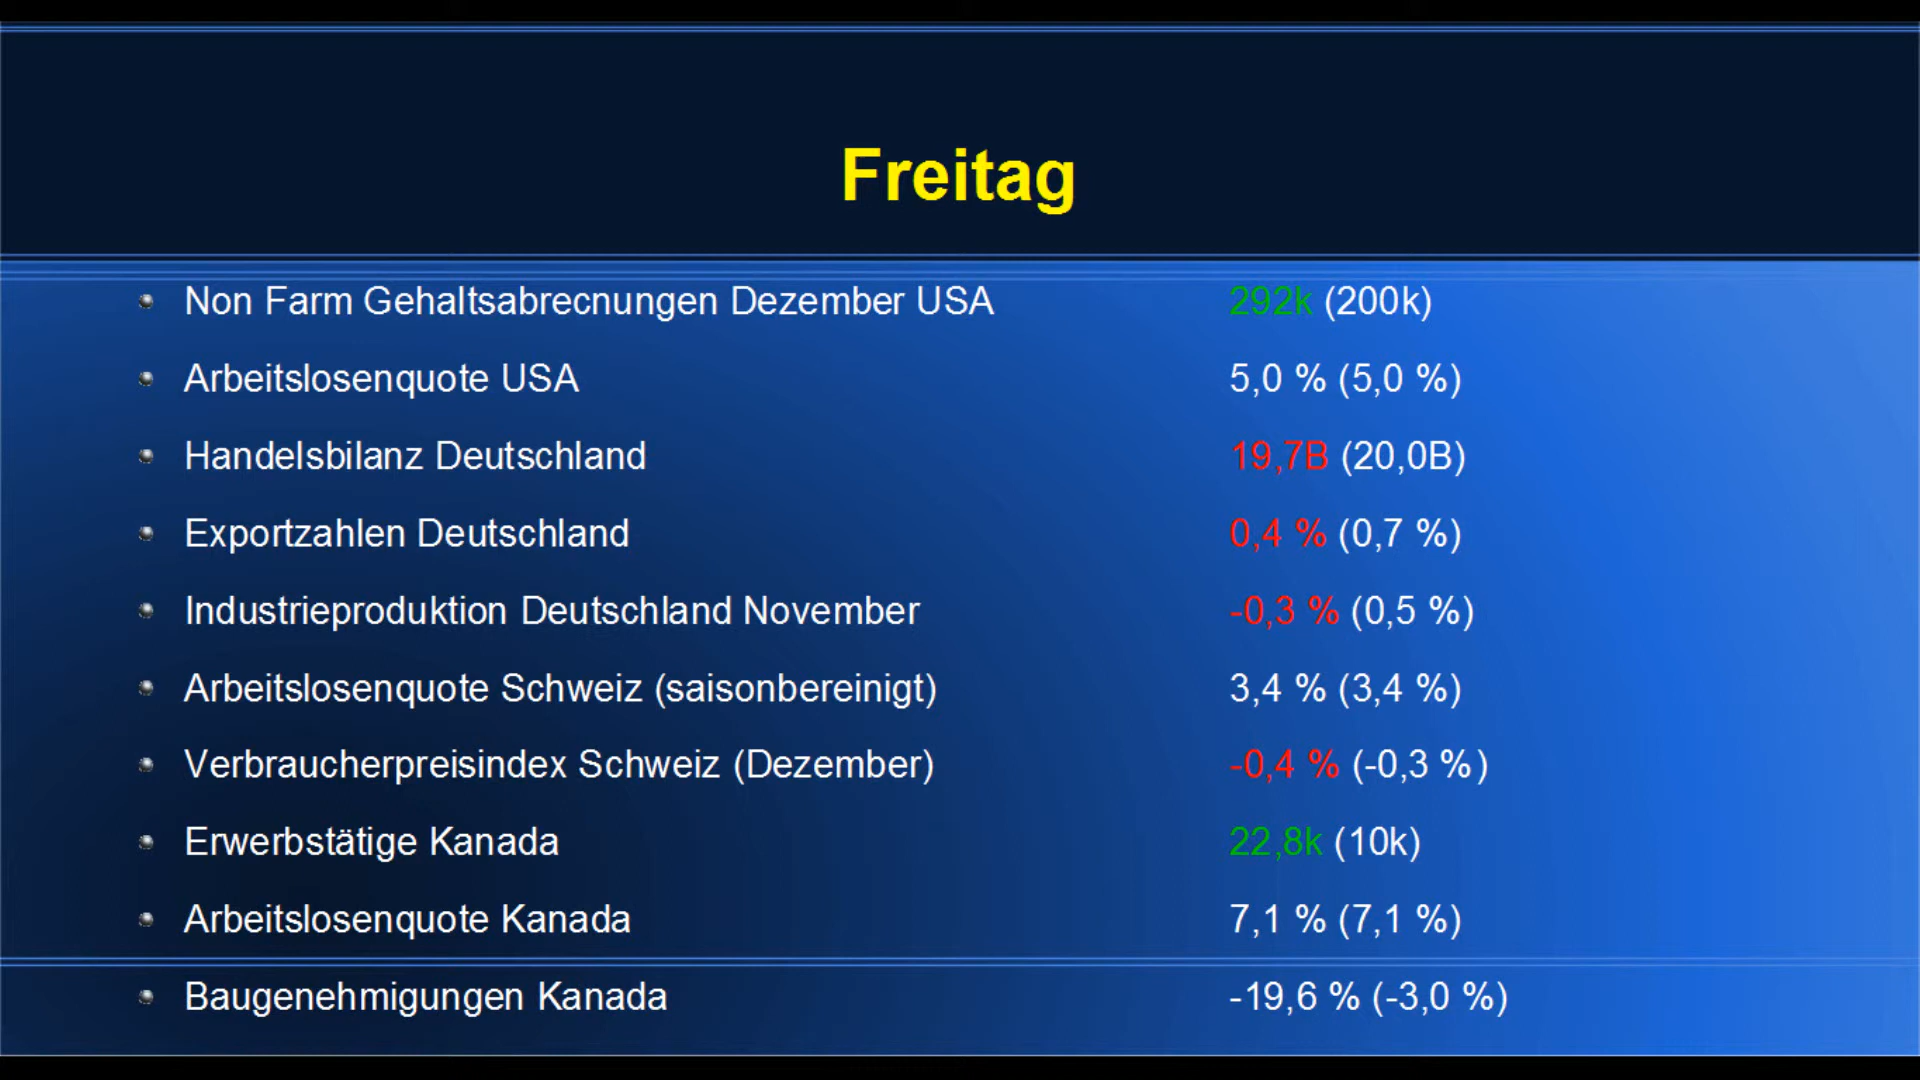 Freitag
Non Farm Gehaltsabrecnungen Dezember USA 292k (200k)
Arbeitslosenquote USA 5,0 % (5,0 %)
Handelsbilanz Deutschland 19,7B (20,0B)
Exportzahlen Deutschland 0,4 % (0,7 %)
Industrieproduktion Deutschland November -0,3 % (0,5 %)
Arbeitslosenquote Schweiz (saisonbereinigt) 3,4 % (3,4 %)
Verbraucherpreisindex Schweiz (Dezember) -0,4 % (-0,3 %)
Erwerbstätige Kanada 22,8k (10k)
Arbeitslosenquote Kanada 7,1 % (7,1 %)
Baugenehmigungen Kanada -19,6 % (-3,0 %)